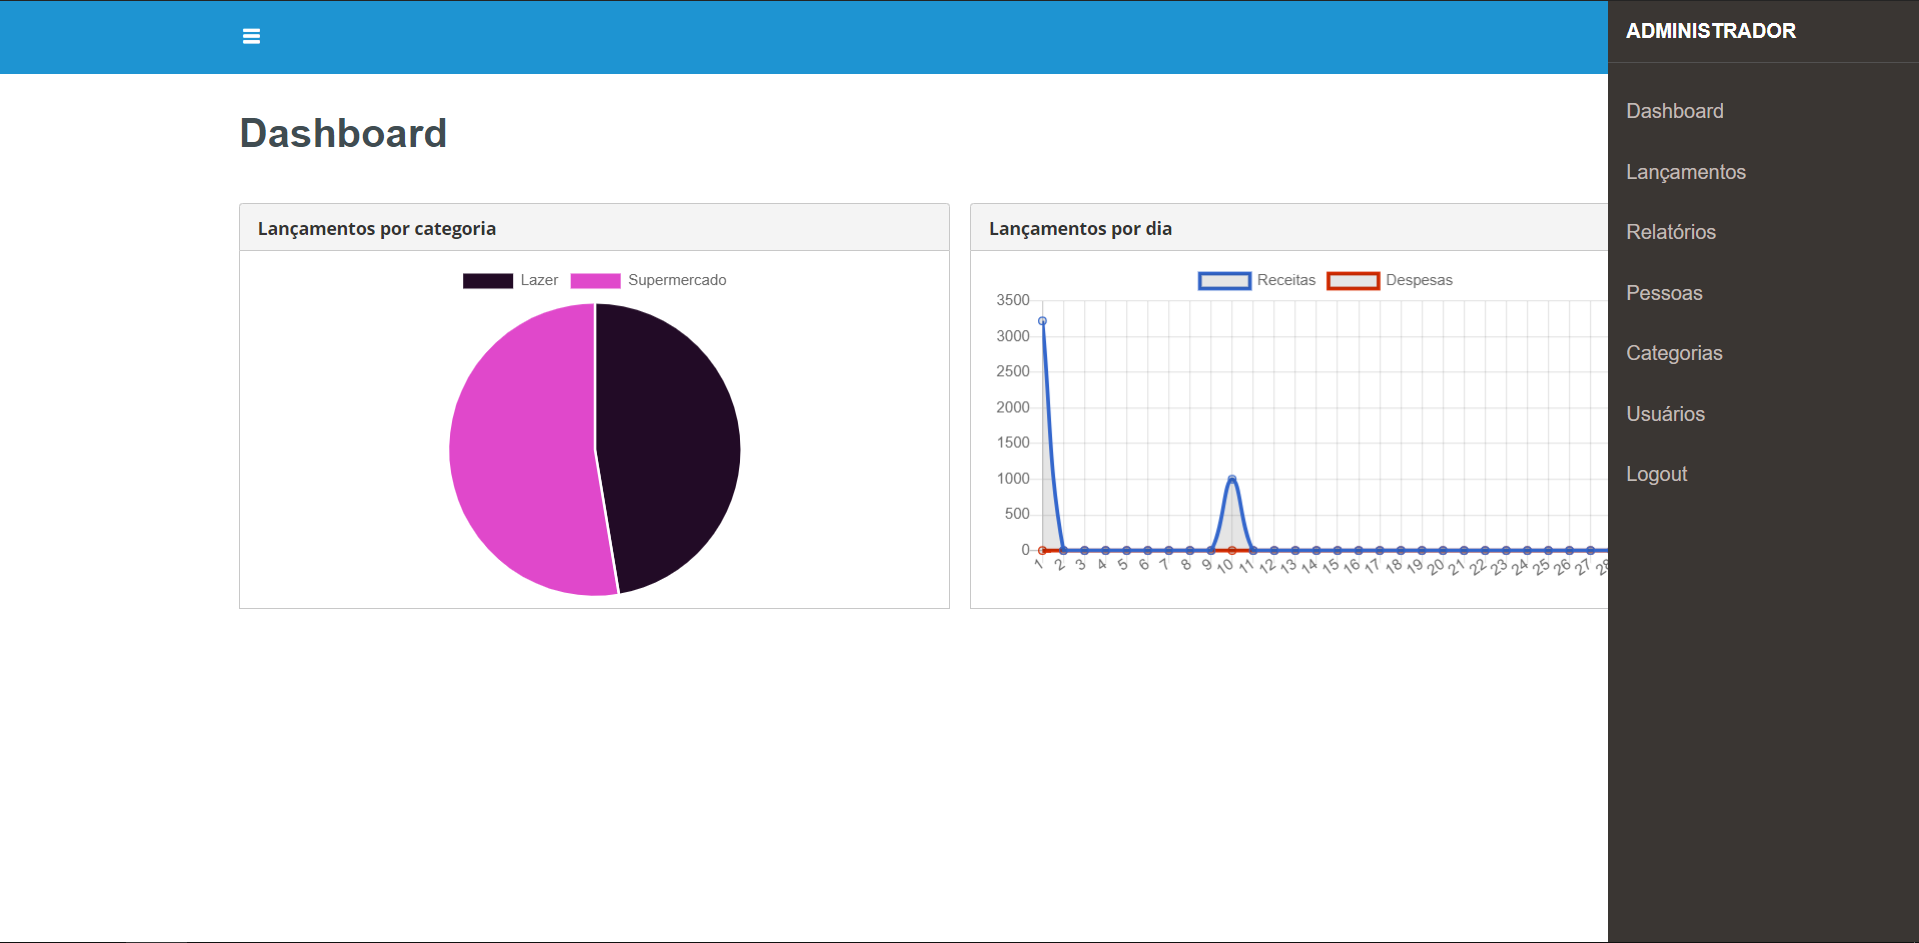 Dashboard
Lançamentos por categoria
Lazer Supermercado
Lançamentos por dia
Receitas Despesas
3500
3000
2500
2000
1500
1000
500
0
1 2 3 4 5 6 7 8 9 10 11 12 13 14 15 16 17 18 19 20 21 22 23 24 25 26 27 28
ADMINISTRADOR
Dashboard
Lançamentos
Relatórios
Pessoas
Categorias
Usuários
Logout